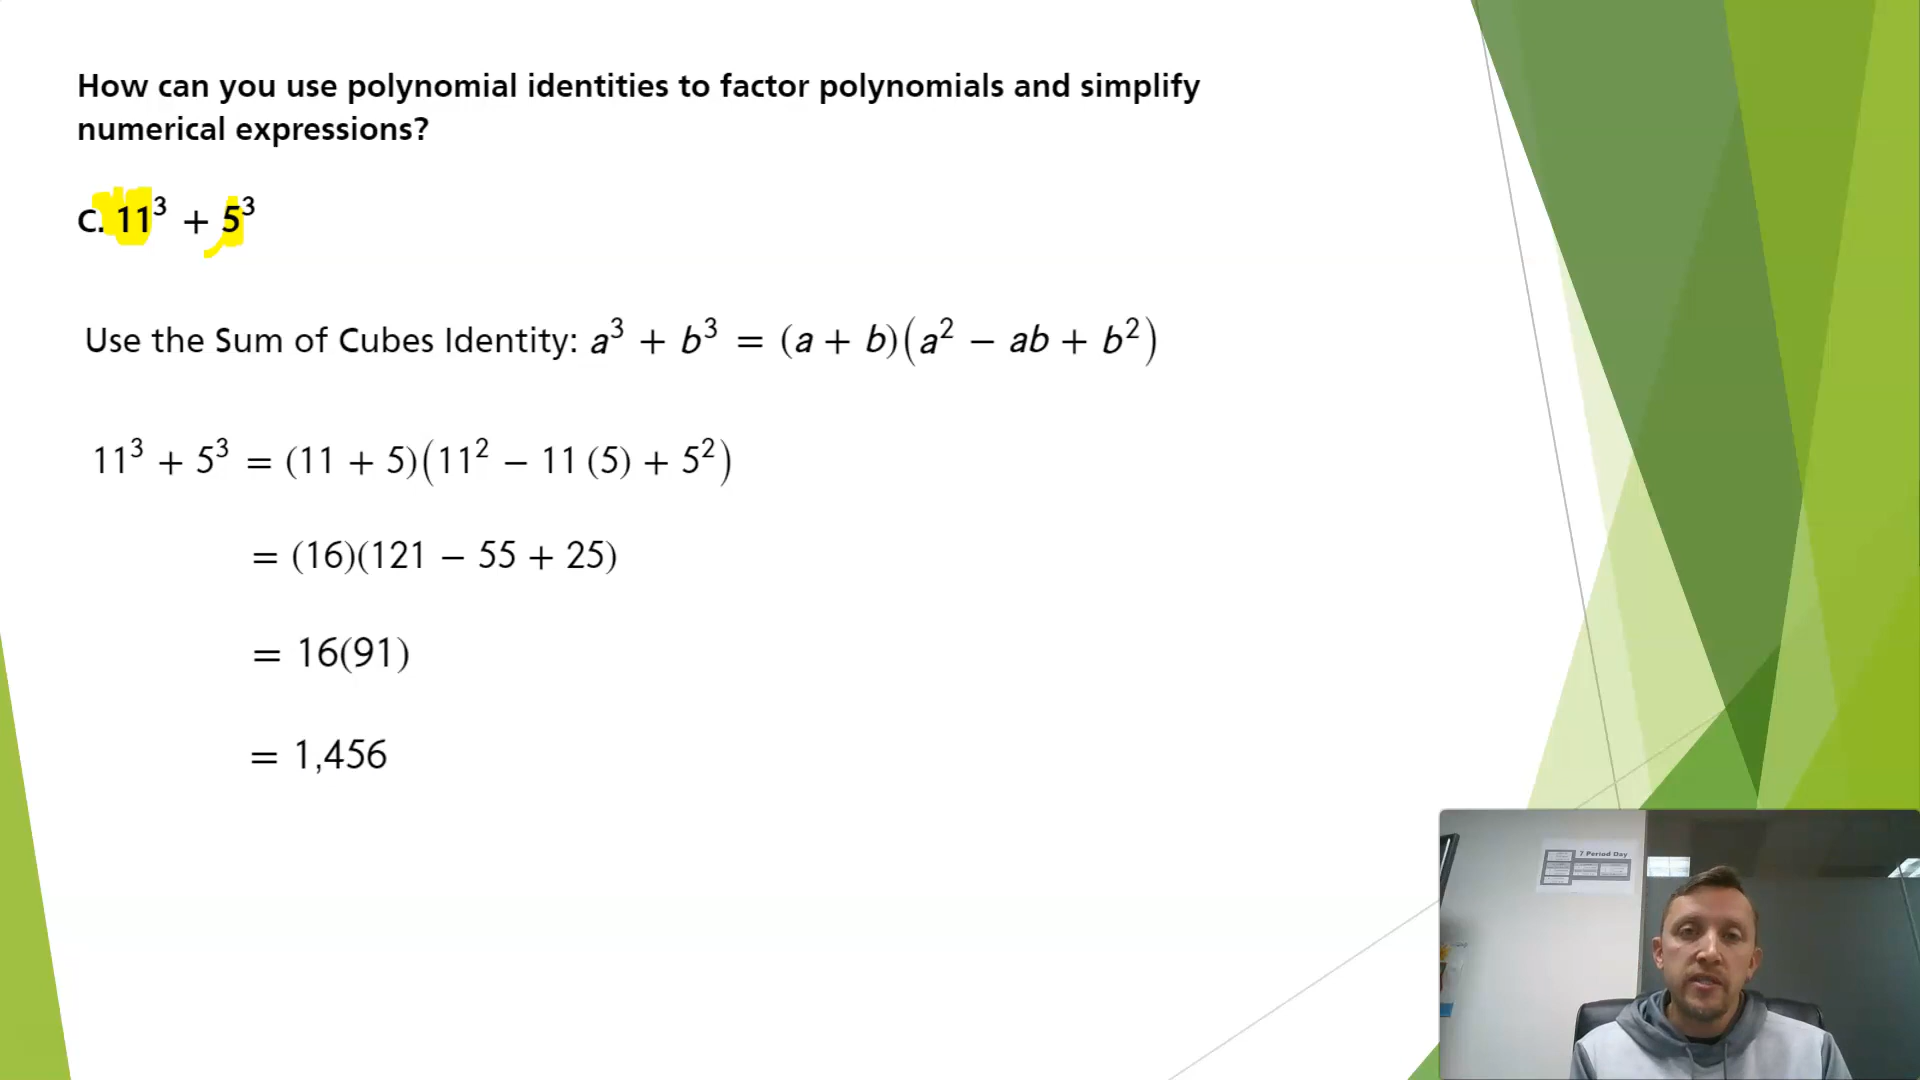 How can you use polynomial identities to factor polynomials and simplify
numerical expressions?
C. 11³ + 5³
Use the Sum of Cubes Identity: a³ + b³ = (a + b)(a² − ab + b²)
11³ + 5³ = (11 + 5)(11² − 11 (5) + 5²)
= (16)(121 − 55 + 25)
= 16(91)
= 1,456
7 Period Day